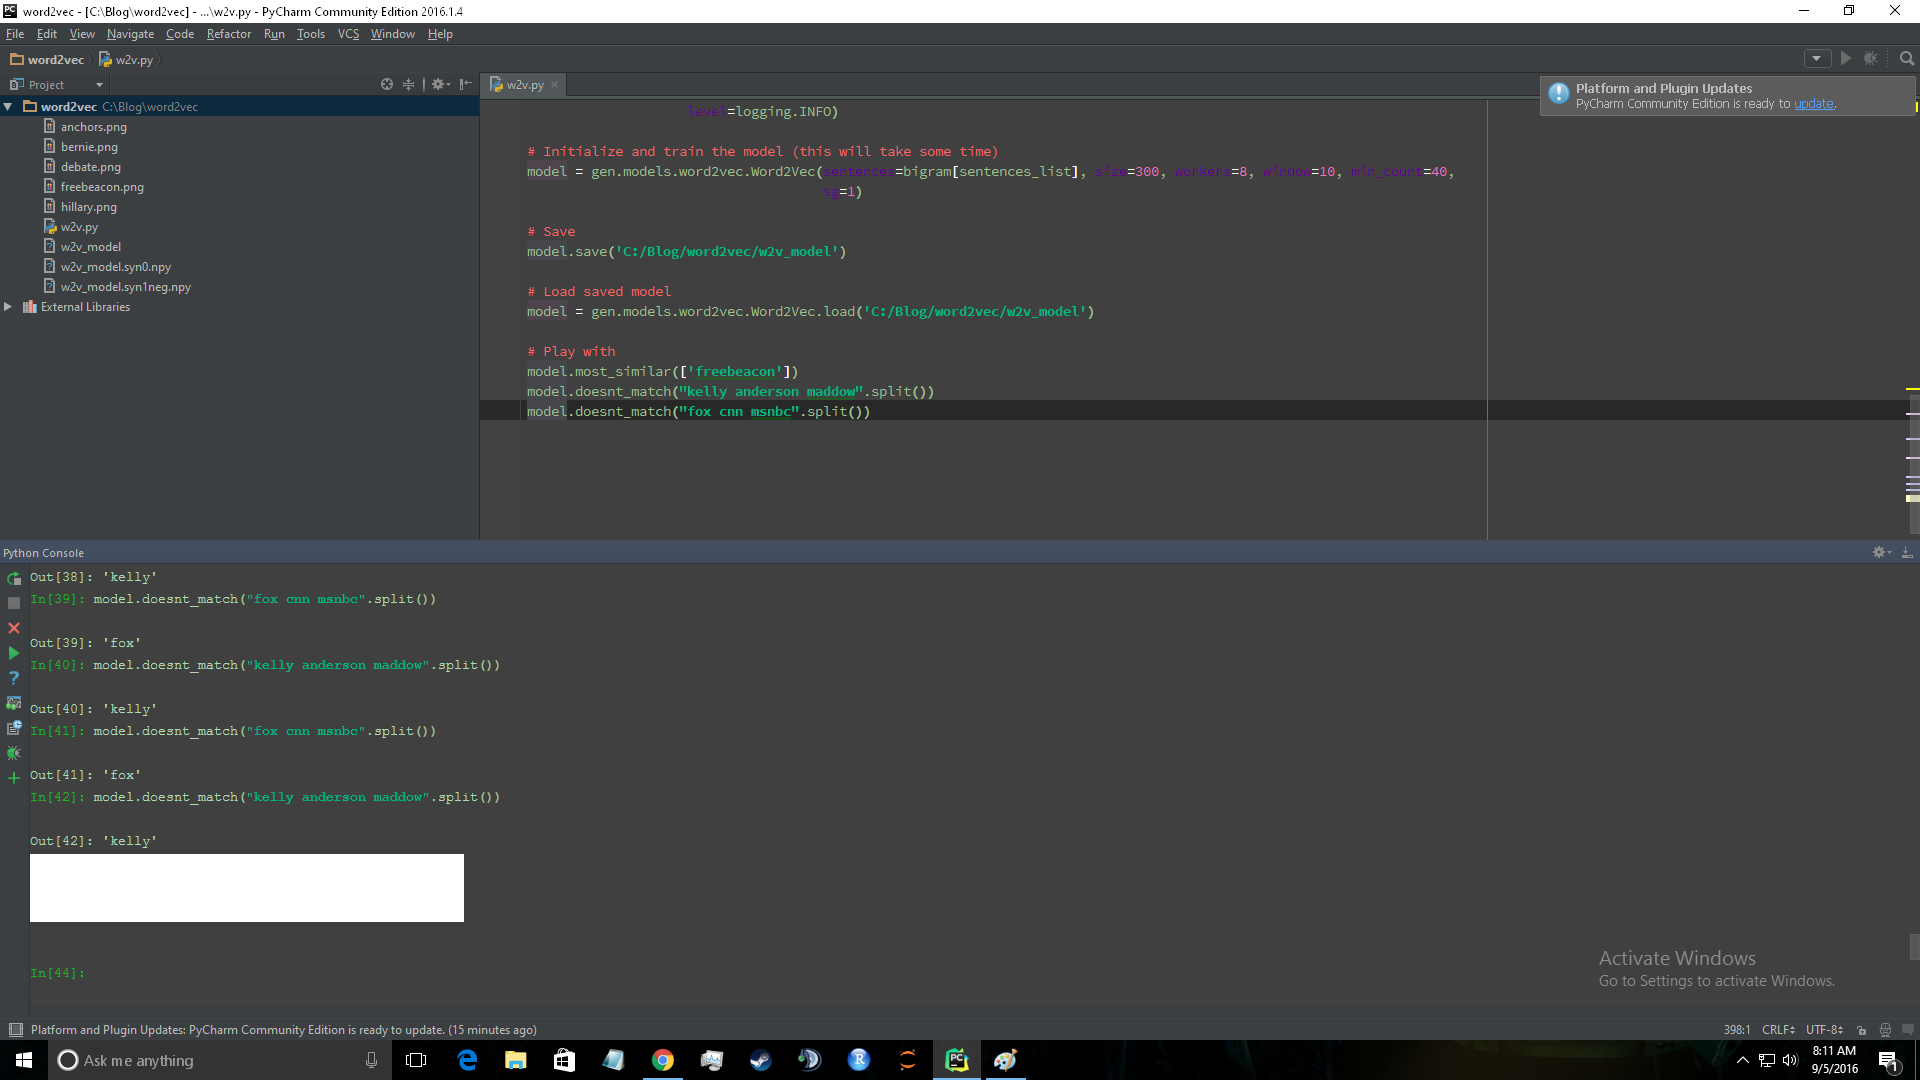 word2vec - [C:\Blog\word2vec] - ...\w2v.py - PyCharm Community Edition 2016.1.4
File Edit View Navigate Code Refactor Run Tools VCS Window Help
word2vec w2v.py
Project
w2v.py
word2vec C:\Blog\word2vec
anchors.png
bernie.png
debate.png
freebeacon.png
hillary.png
w2v.py
w2v_model
w2v_model.syn0.npy
w2v_model.syn1neg.npy
External Libraries
Platform and Plugin Updates
PyCharm Community Edition is ready to update.
level=logging.INFO)
# Initialize and train the model (this will take some time)
model = gen.models.word2vec.Word2Vec(sentences=bigram[sentences_list], size=300, workers=8, window=10, min_count=40,
sg=1)
# Save
model.save('C:/Blog/word2vec/w2v_model')
# Load saved model
model = gen.models.word2vec.Word2Vec.load('C:/Blog/word2vec/w2v_model')
# Play with
model.most_similar(['freebeacon'])
model.doesnt_match("kelly anderson maddow".split())
model.doesnt_match("fox cnn msnbc".split())
Python Console
Out[38]: 'kelly'
In[39]: model.doesnt_match("fox cnn msnbc".split())
Out[39]: 'fox'
In[40]: model.doesnt_match("kelly anderson maddow".split())
Out[40]: 'kelly'
In[41]: model.doesnt_match("fox cnn msnbc".split())
Out[41]: 'fox'
In[42]: model.doesnt_match("kelly anderson maddow".split())
Out[42]: 'kelly'
In[44]:
Activate Windows
Go to Settings to activate Windows.
Platform and Plugin Updates: PyCharm Community Edition is ready to update. (15 minutes ago)
398:1 CRLF UTF-8
Ask me anything
8:11 AM
9/5/2016
1